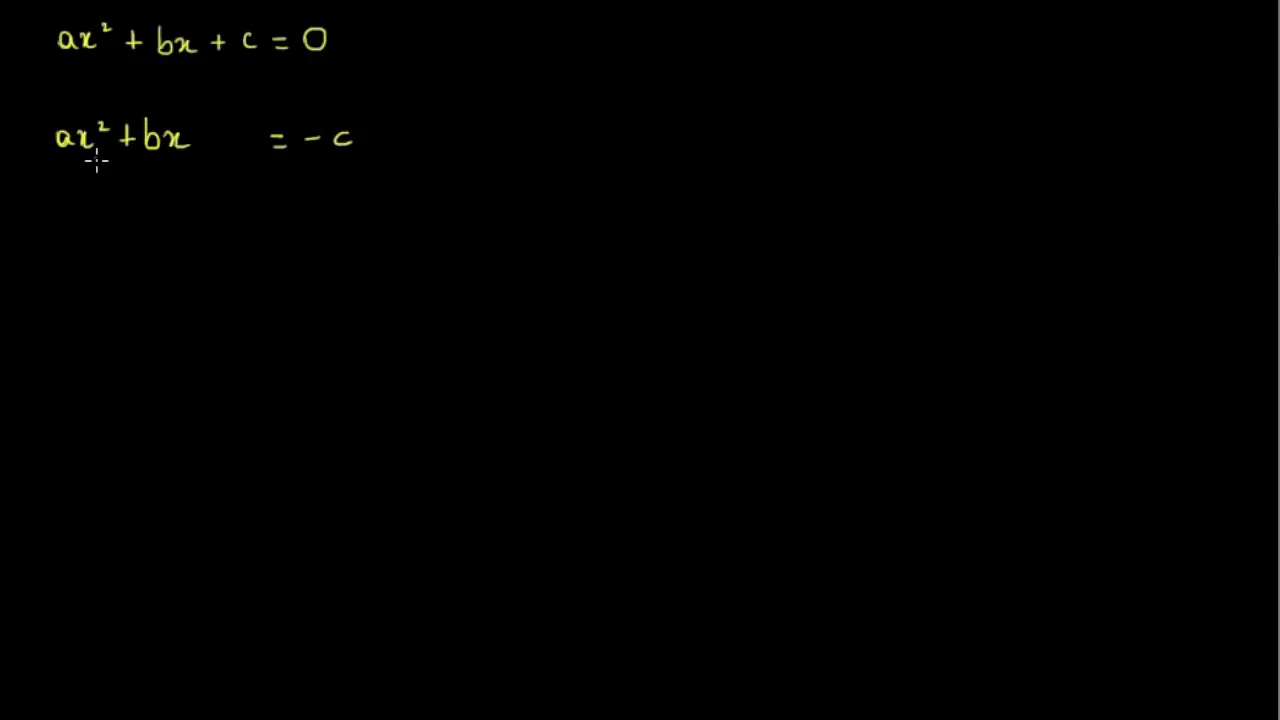 ax² + bx + c = 0
ax² + bx = - c